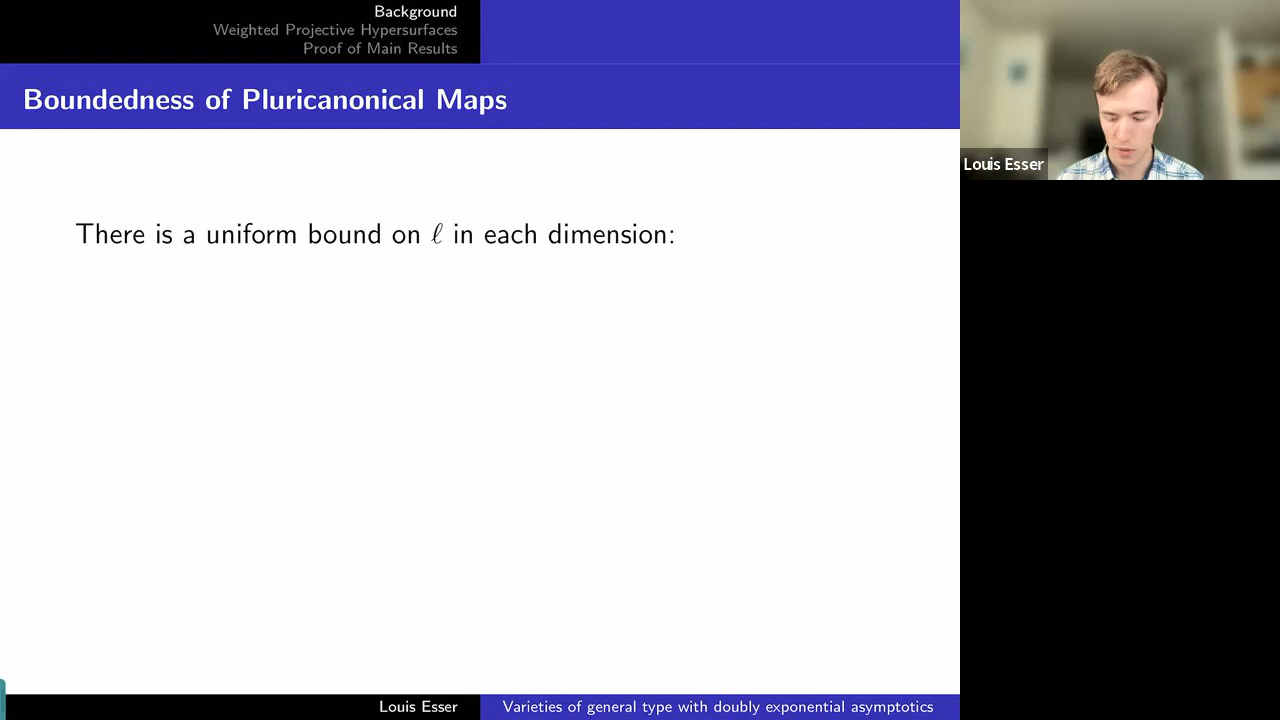 Background
Weighted Projective Hypersurfaces
Proof of Main Results
Boundedness of Pluricanonical Maps
There is a uniform bound on ℓ in each dimension:
Louis Esser
Louis Esser
Varieties of general type with doubly exponential asymptotics